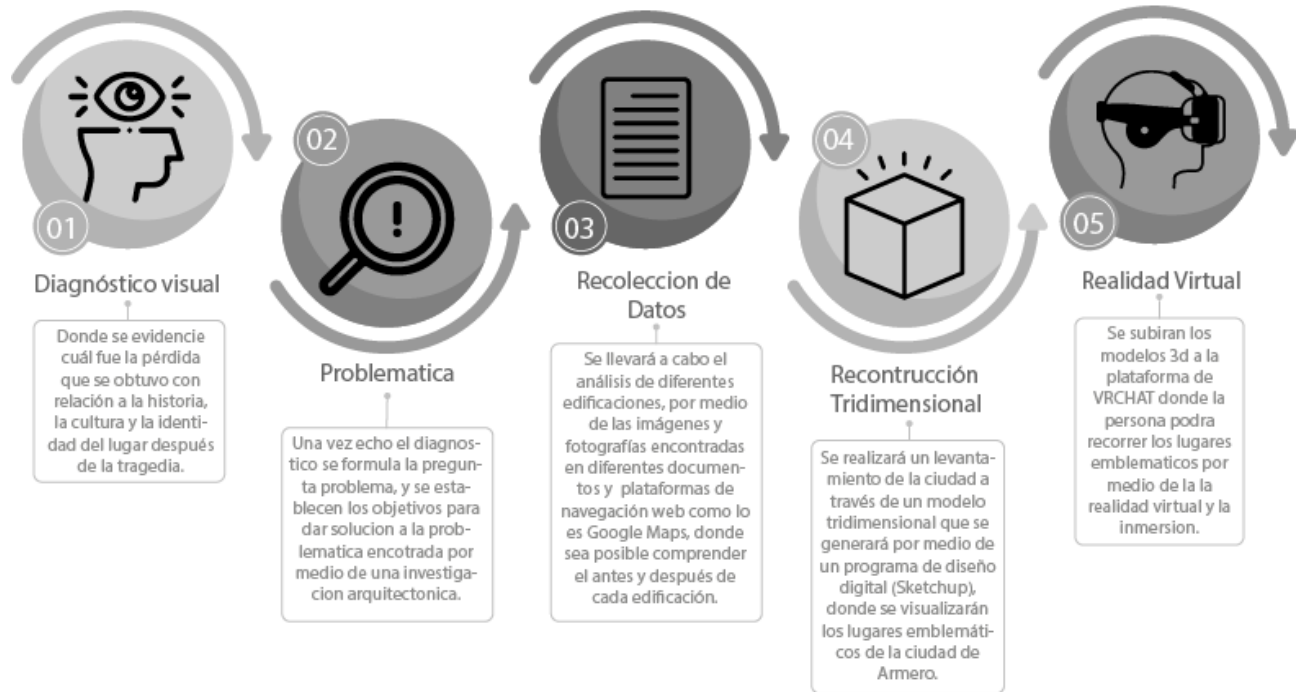 01
Diagnóstico visual
Donde se evidencie
cuál fue la pérdida
que se obtuvo con
relación a la historia,
la cultura y la identi-
dad del lugar después
de la tragedia.
02
Problematica
Una vez echo el diagnos-
tico se formula la pregun-
ta problema, y se esta-
blecen los objetivos para
dar solucion a la prob-
lematica encotrada por
medio de una investiga-
cion arquitectonica.
03
Recoleccion de
Datos
Se llevará a cabo el
análisis de diferentes
edificaciones, por medio
de las imágenes y
fotografías encontradas
en diferentes documen-
tos y plataformas de
navegación web como lo
es Google Maps, donde
sea posible comprender
el antes y después de
cada edificación.
04
Recontrucción
Tridimensional
Se realizará un levanta-
miento de la ciudad a
través de un modelo
tridimensional que se
generará por medio de
un programa de diseño
digital (Sketchup),
donde se visualizarán
los lugares emblemáti-
cos de la ciudad de
Armero.
05
Realidad Virtual
Se subiran los
modelos 3d a la
plataforma de
VRCHAT donde la
persona podra
recorrer los lugares
emblematicos por
medio de la la
realidad virtual y la
inmersion.